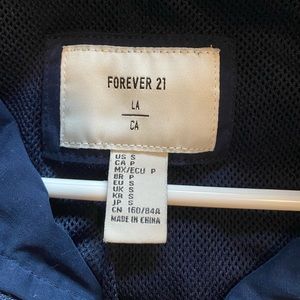 FOREVER 21
LA
CA
US S
CA P
MX/ECU P
BR P
EU S
UK S
KR S
JP S
CN 160/84A
MADE IN CHINA